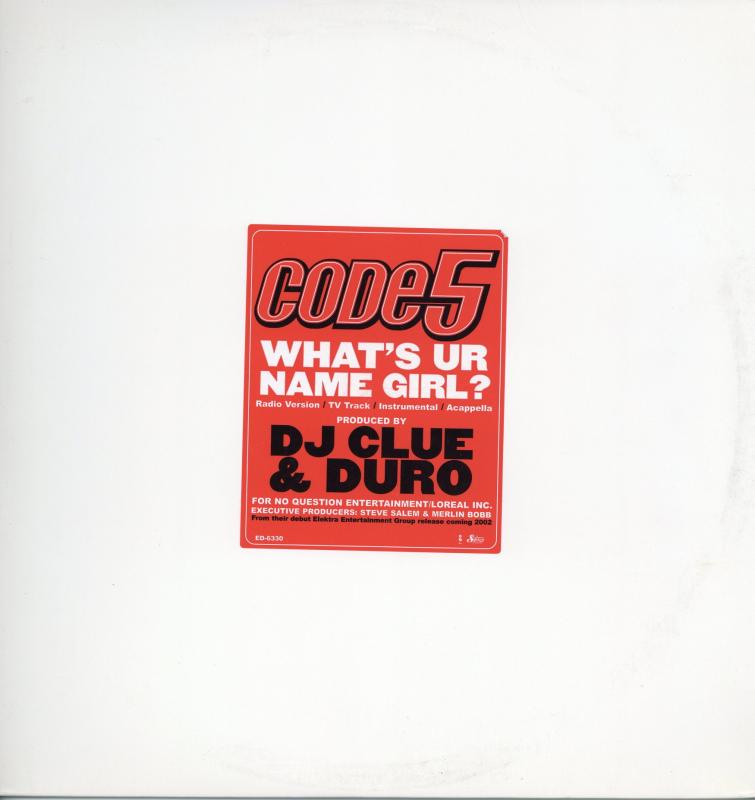 CODE5
WHAT'S UR
NAME GIRL?
Radio Version / TV Track / Instrumental / Acappella
PRODUCED BY
DJ CLUE
& DURO
FOR NO QUESTION ENTERTAINMENT/LOREAL INC.
EXECUTIVE PRODUCERS: STEVE SALEM & MERLIN BOBB
From their debut Elektra Entertainment Group release coming 2002
ED-6330